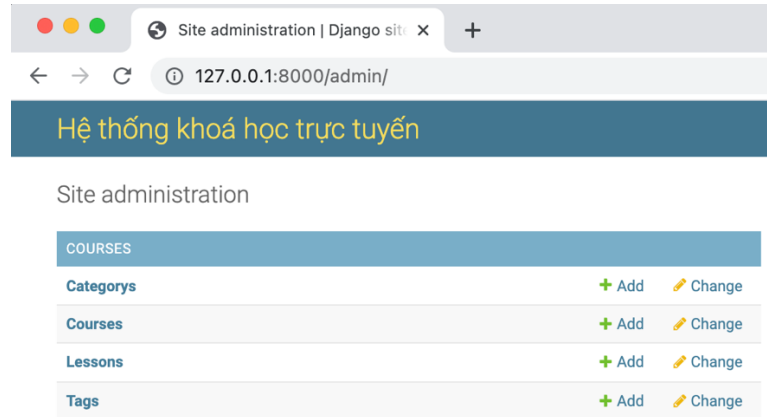 Site administration | Django site
127.0.0.1:8000/admin/
Hệ thống khoá học trực tuyến
Site administration
COURSES
Categorys Add Change
Courses Add Change
Lessons Add Change
Tags Add Change